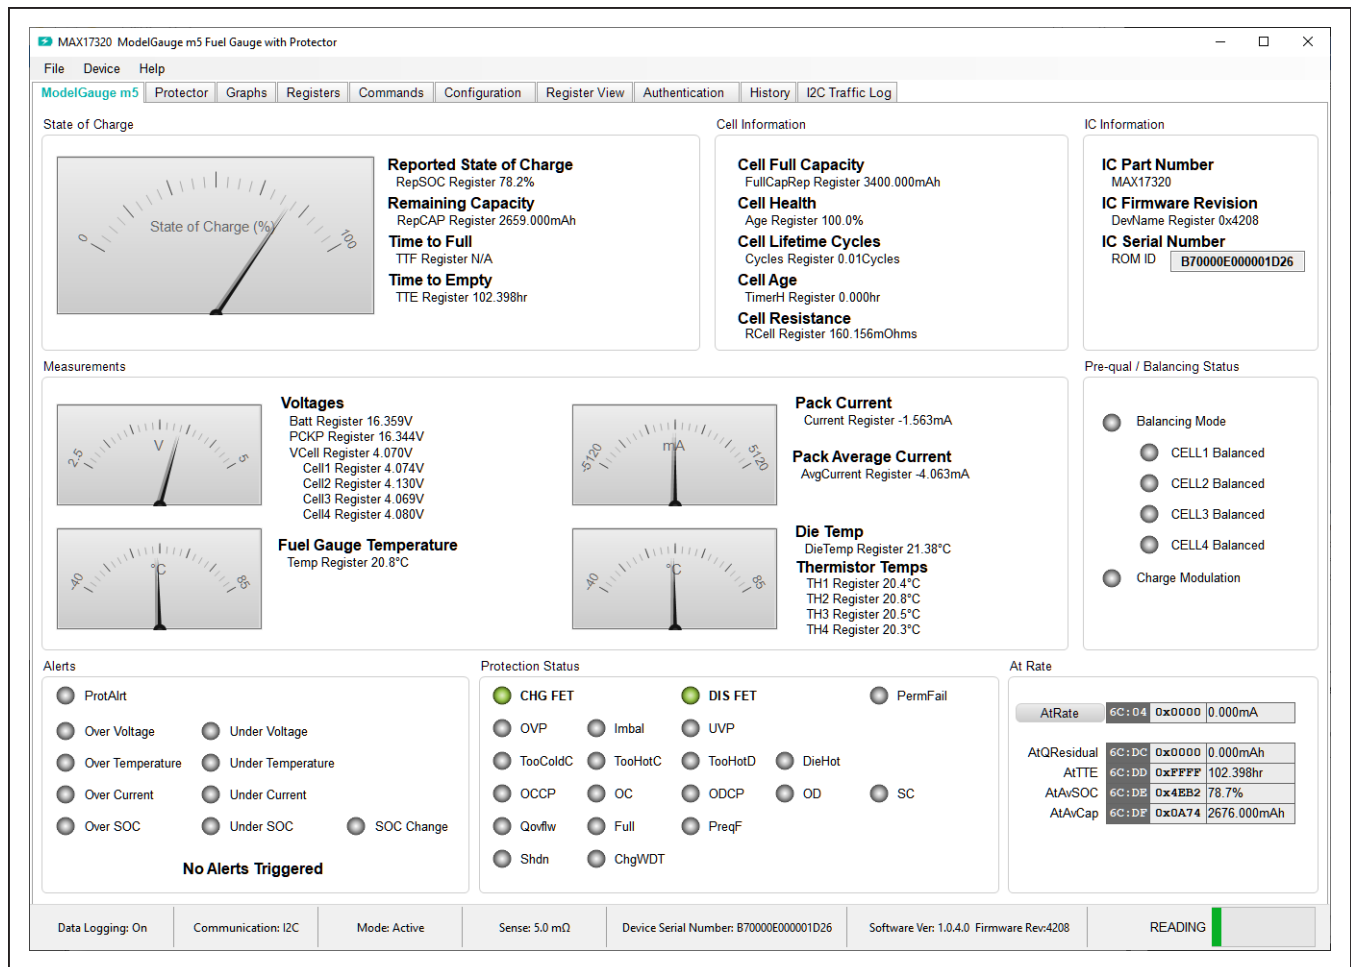 MAX17320 ModelGauge m5 Fuel Gauge with Protector
File Device Help
ModelGauge m5 Protector Graphs Registers Commands Configuration Register View Authentication History I2C Traffic Log
State of Charge
State of Charge (%)
0
100
Reported State of Charge
RepSOC Register 78.2%
Remaining Capacity
RepCAP Register 2659.000mAh
Time to Full
TTF Register N/A
Time to Empty
TTE Register 102.398hr
Cell Information
Cell Full Capacity
FullCapRep Register 3400.000mAh
Cell Health
Age Register 100.0%
Cell Lifetime Cycles
Cycles Register 0.01Cycles
Cell Age
TimerH Register 0.000hr
Cell Resistance
RCell Register 160.156mOhms
IC Information
IC Part Number
MAX17320
IC Firmware Revision
DevName Register 0x4208
IC Serial Number
ROM ID B70000E000001D26
Measurements
2.5
V
5
Voltages
Batt Register 16.359V
PCKP Register 16.344V
VCell Register 4.070V
Cell1 Register 4.074V
Cell2 Register 4.130V
Cell3 Register 4.069V
Cell4 Register 4.080V
-5120
mA
5120
Pack Current
Current Register -1.563mA
Pack Average Current
AvgCurrent Register -4.063mA
-40
°C
85
Fuel Gauge Temperature
Temp Register 20.8°C
-40
°C
85
Die Temp
DieTemp Register 21.38°C
Thermistor Temps
TH1 Register 20.4°C
TH2 Register 20.8°C
TH3 Register 20.5°C
TH4 Register 20.3°C
Pre-qual / Balancing Status
Balancing Mode
CELL1 Balanced
CELL2 Balanced
CELL3 Balanced
CELL4 Balanced
Charge Modulation
Alerts
ProtAlrt
Over Voltage Under Voltage
Over Temperature Under Temperature
Over Current Under Current
Over SOC Under SOC SOC Change
No Alerts Triggered
Protection Status
CHG FET DIS FET PermFail
OVP Imbal UVP
TooColdC TooHotC TooHotD DieHot
OCCP OC ODCP OD SC
Qovflw Full PreqF
Shdn ChgWDT
At Rate
AtRate 6C:04 0x0000 0.000mA
AtQResidual 6C:DC 0x0000 0.000mAh
AtTTE 6C:DD 0xFFFF 102.398hr
AtAvSOC 6C:DE 0x4EB2 78.7%
AtAvCap 6C:DF 0x0A74 2676.000mAh
Data Logging: On Communication: I2C Mode: Active Sense: 5.0 mΩ Device Serial Number: B70000E000001D26 Software Ver: 1.0.4.0 Firmware Rev:4208 READING